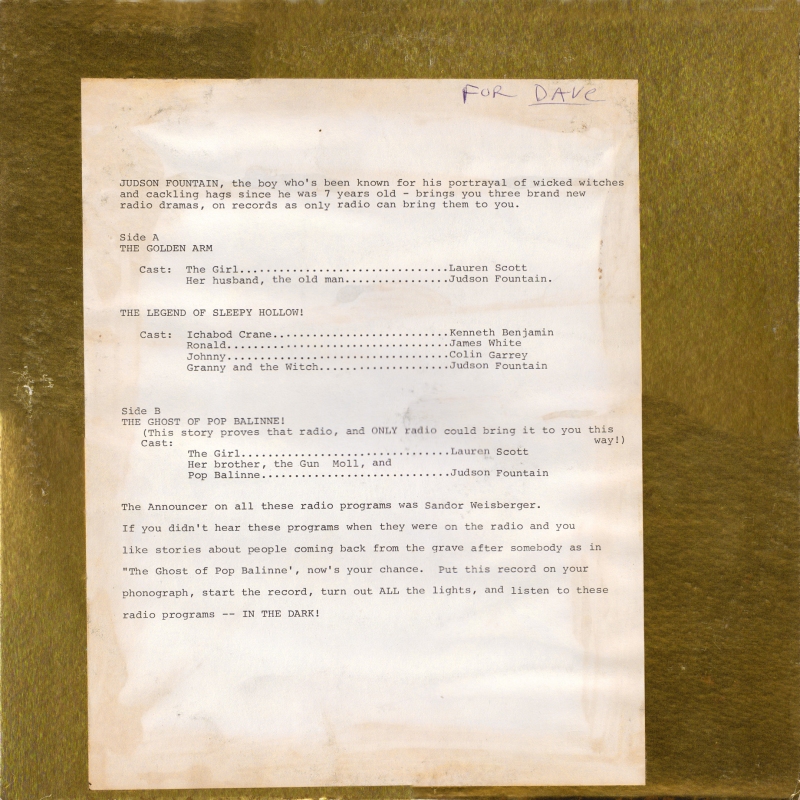 FOR DAVE
JUDSON FOUNTAIN, the boy who's been known for his portrayal of wicked witches
and cackling hags since he was 7 years old - brings you three brand new
radio dramas, on records as only radio can bring them to you.
Side A
THE GOLDEN ARM
Cast: The Girl................................Lauren Scott
Her husband, the old man................Judson Fountain.
THE LEGEND OF SLEEPY HOLLOW!
Cast: Ichabod Crane...........................Kenneth Benjamin
Ronald..................................James White
Johnny..................................Colin Garrey
Granny and the Witch....................Judson Fountain
Side B
THE GHOST OF POP BALINNE!
(This story proves that radio, and ONLY radio could bring it to you this
way!)
Cast:
The Girl................................Lauren Scott
Her brother, the Gun Moll, and
Pop Balinne.............................Judson Fountain
The Announcer on all these radio programs was Sandor Weisberger.
If you didn't hear these programs when they were on the radio and you
like stories about people coming back from the grave after somebody as in
"The Ghost of Pop Balinne', now's your chance. Put this record on your
phonograph, start the record, turn out ALL the lights, and listen to these
radio programs -- IN THE DARK!